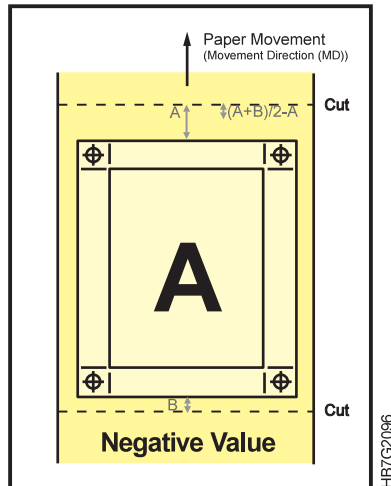 Paper Movement
(Movement Direction (MD))
Cut
A
(A+B)/2-A
A
B
Cut
Negative Value
HB7G2096